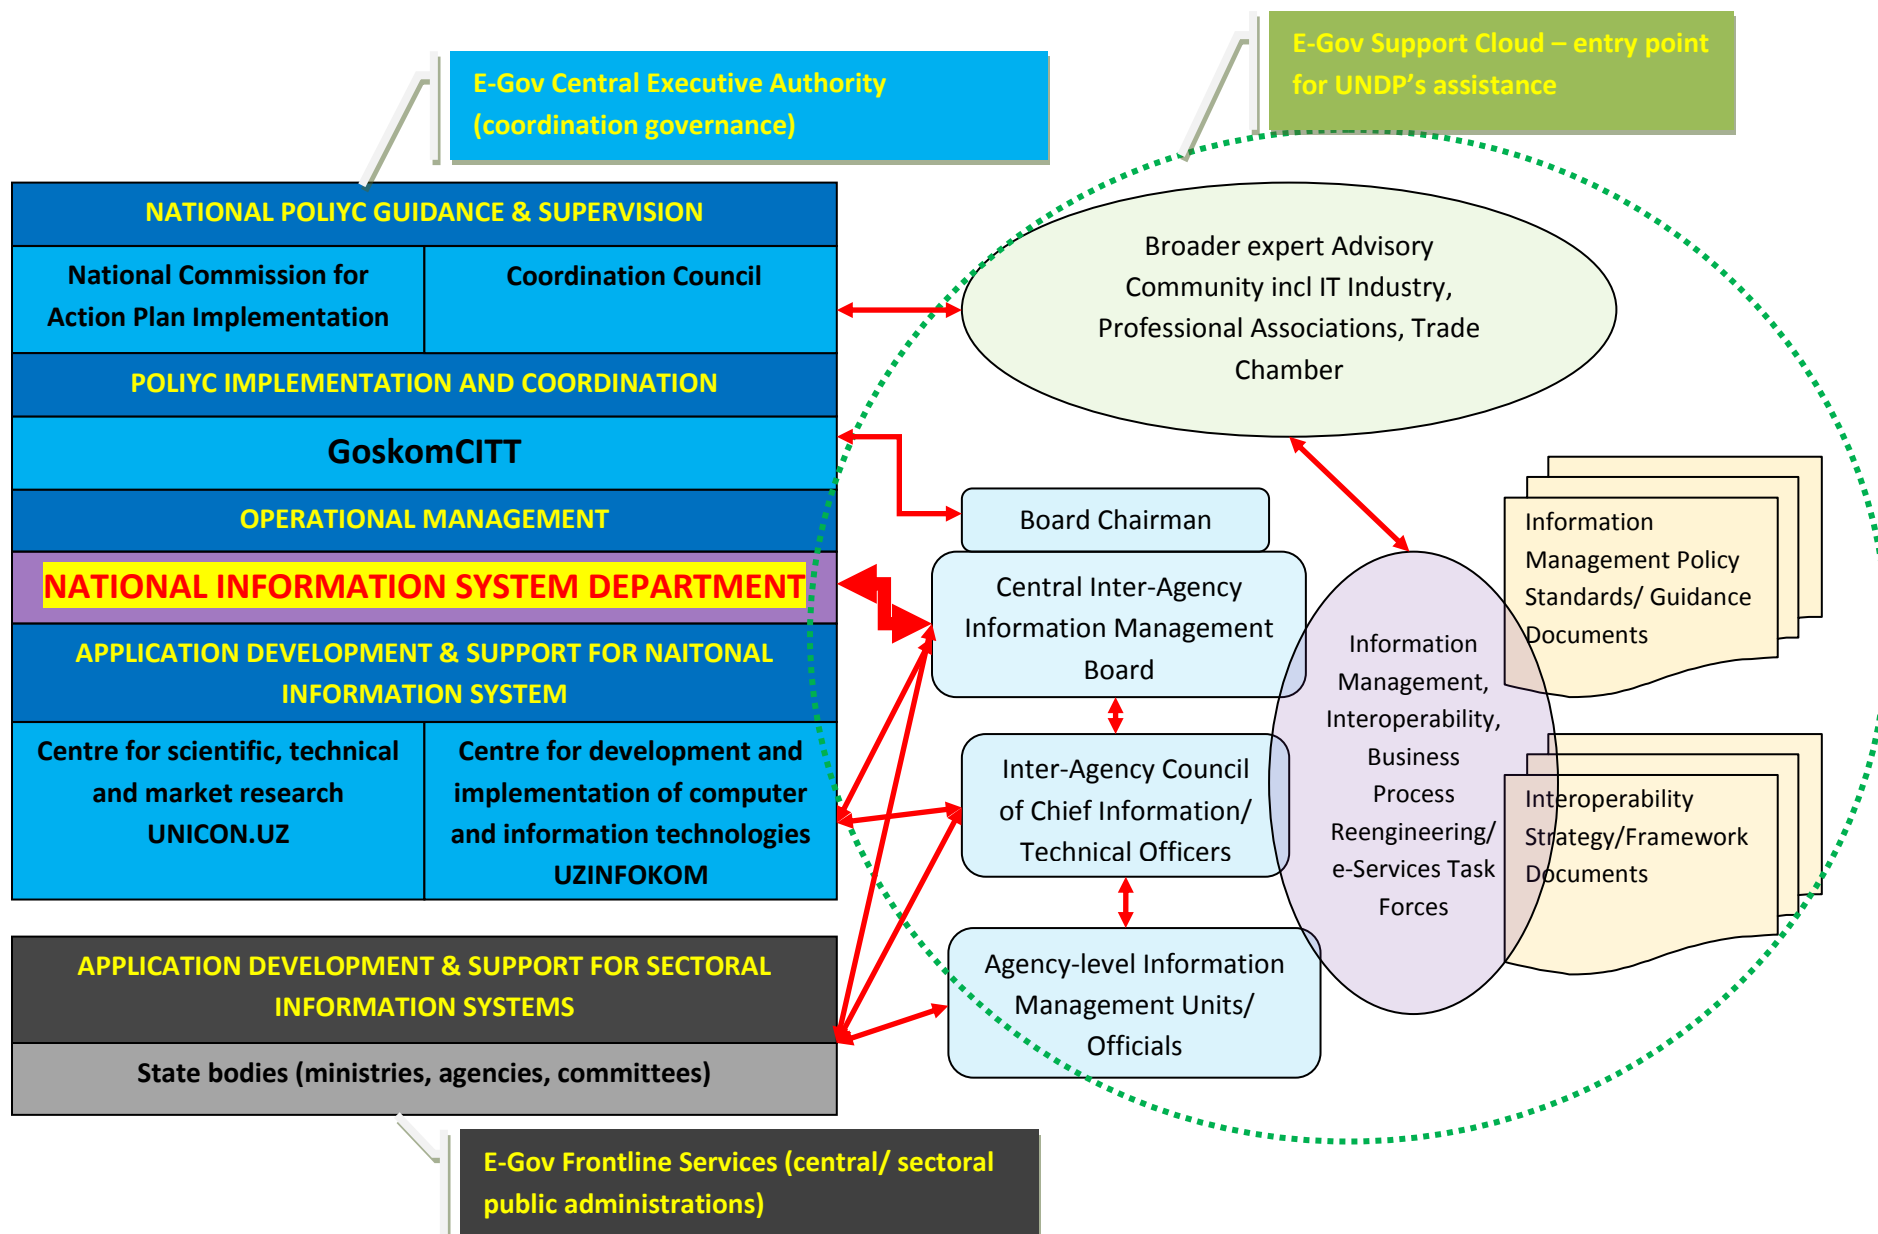 E-Gov Central Executive Authority
(coordination governance)
E-Gov Support Cloud – entry point
for UNDP's assistance
NATIONAL POLIYC GUIDANCE & SUPERVISION
National Commission for
Action Plan Implementation
Coordination Council
POLIYC IMPLEMENTATION AND COORDINATION
GoskomCITT
OPERATIONAL MANAGEMENT
NATIONAL INFORMATION SYSTEM DEPARTMENT
APPLICATION DEVELOPMENT & SUPPORT FOR NAITONAL
INFORMATION SYSTEM
Centre for scientific, technical
and market research
UNICON.UZ
Centre for development and
implementation of computer
and information technologies
UZINFOKOM
APPLICATION DEVELOPMENT & SUPPORT FOR SECTORAL
INFORMATION SYSTEMS
State bodies (ministries, agencies, committees)
E-Gov Frontline Services (central/ sectoral
public administrations)
Broader expert Advisory
Community incl IT Industry,
Professional Associations, Trade
Chamber
Board Chairman
Central Inter-Agency
Information Management
Board
Inter-Agency Council
of Chief Information/
Technical Officers
Agency-level Information
Management Units/
Officials
Information
Management,
Interoperability,
Business
Process
Reengineering/
e-Services Task
Forces
Information
Management Policy
Standards/ Guidance
Documents
Interoperability
Strategy/Framework
Documents